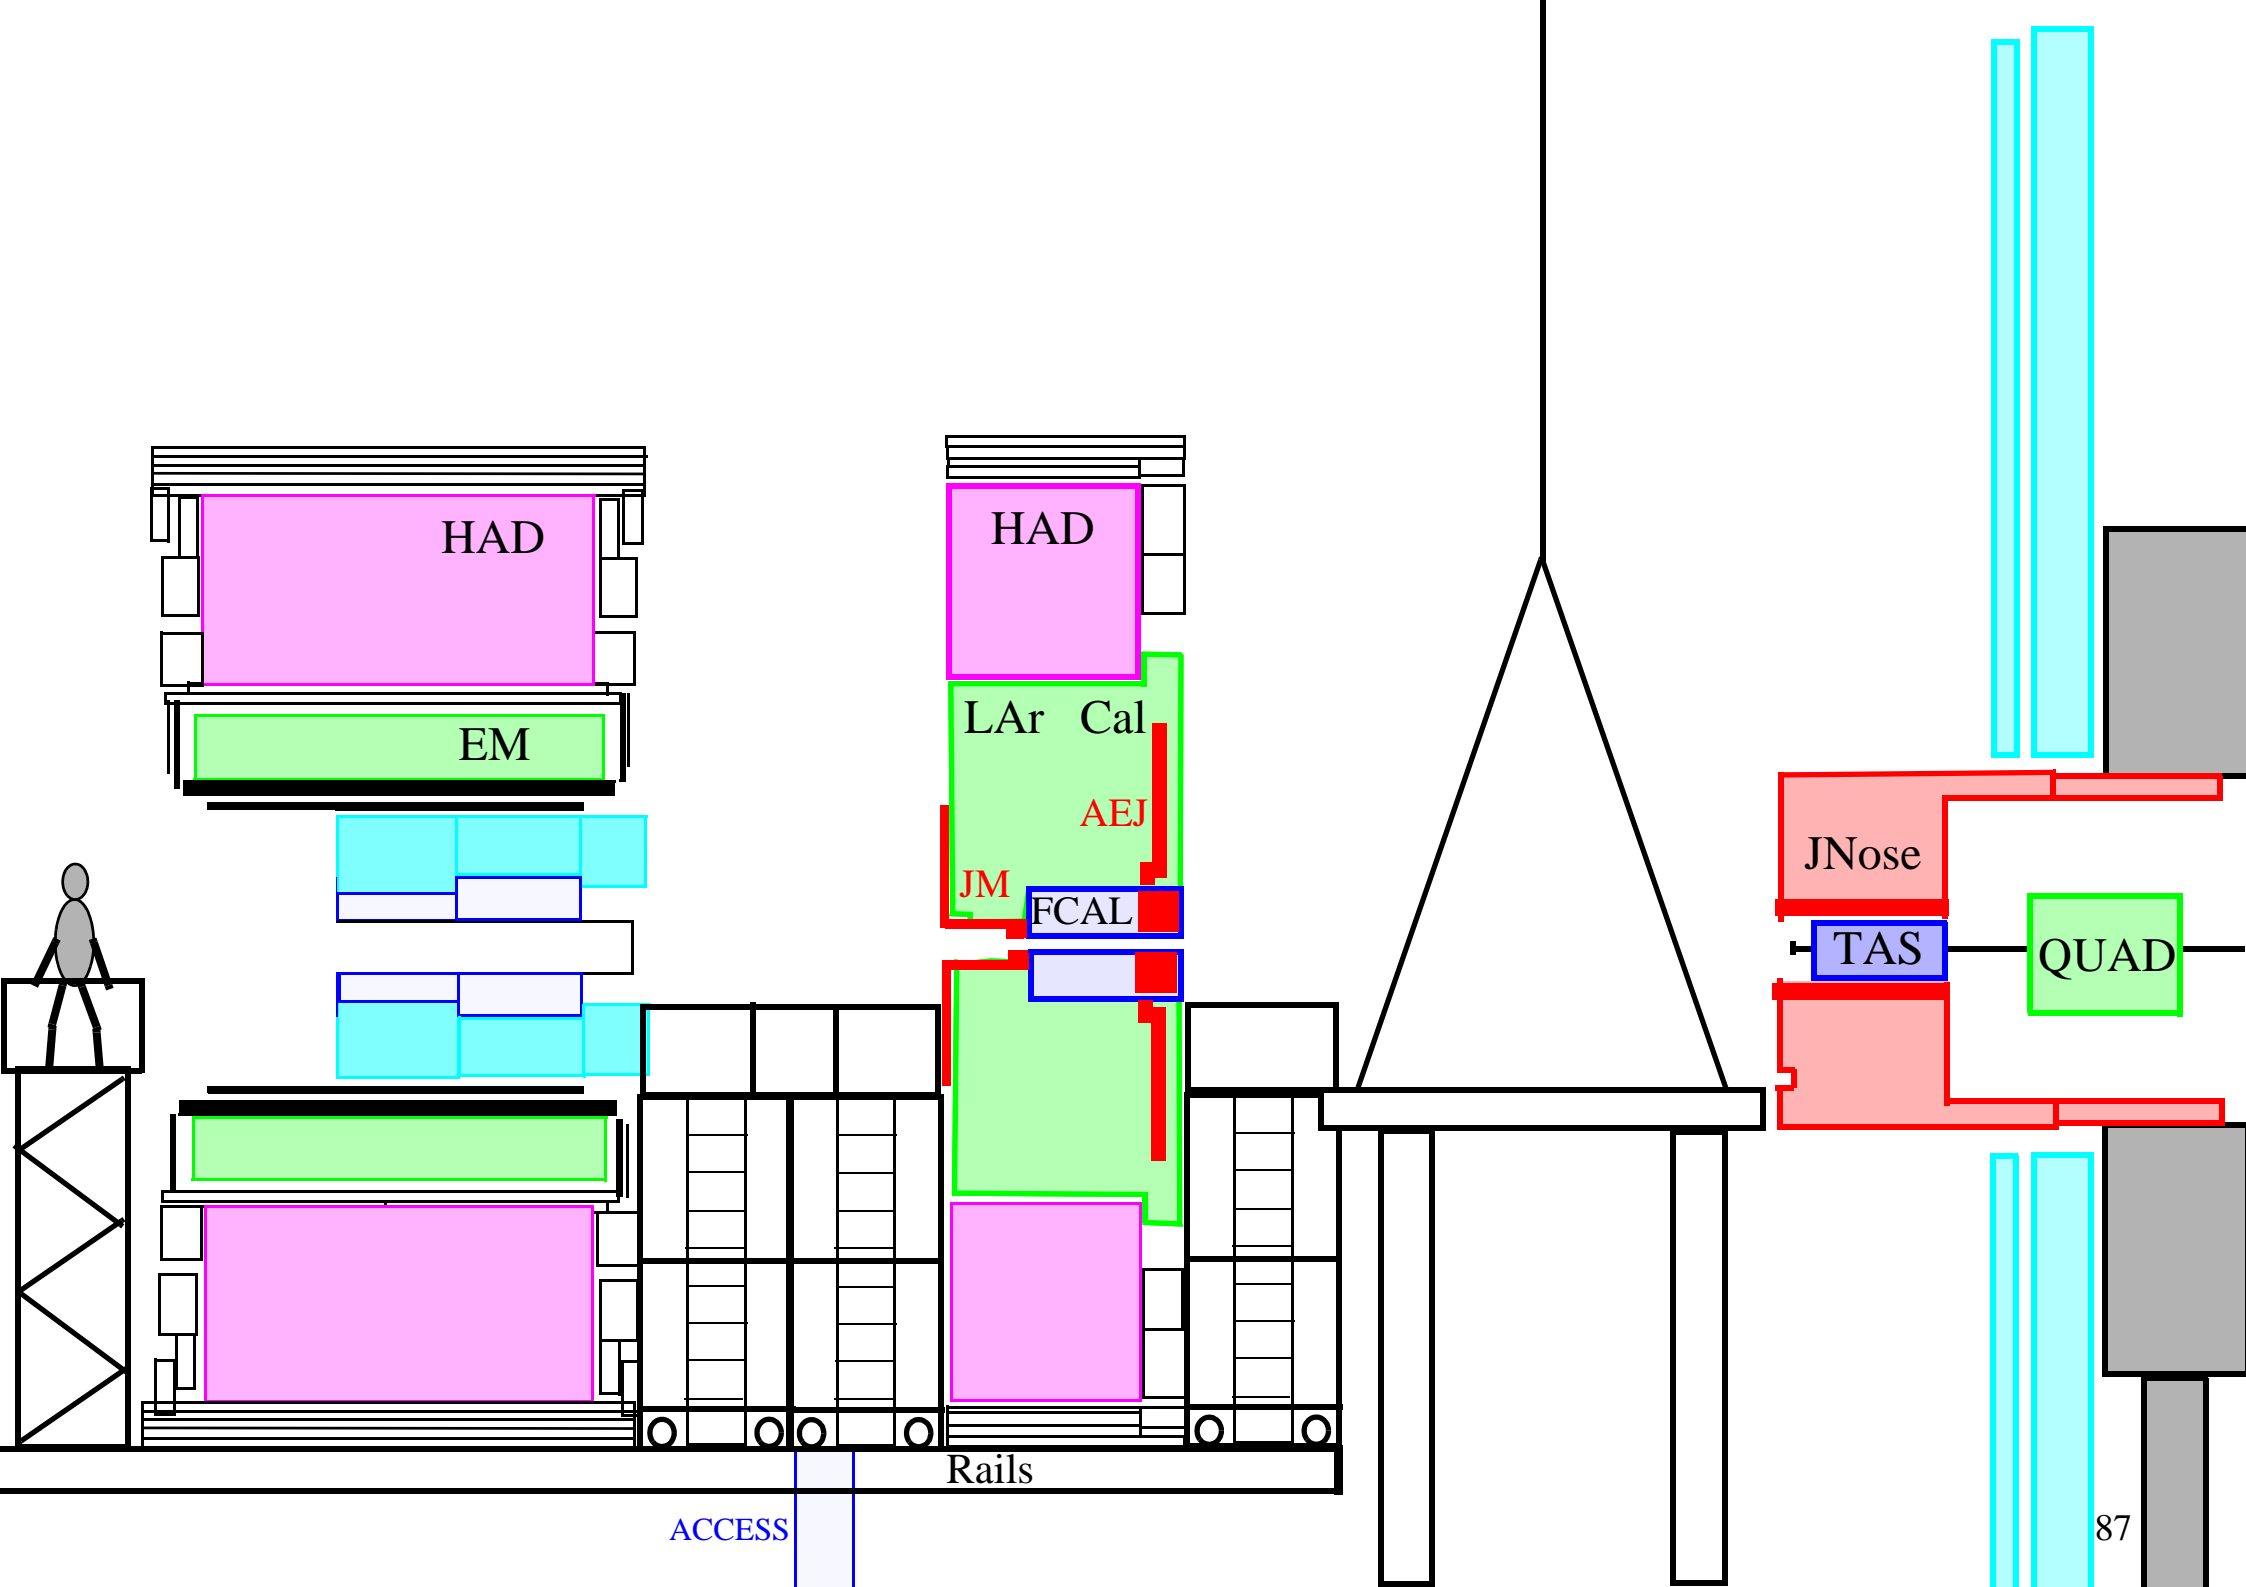 HAD
HAD
LAr Cal
EM
AEJ
JNose
JM
FCAL
TAS
QUAD
Rails
ACCESS
87